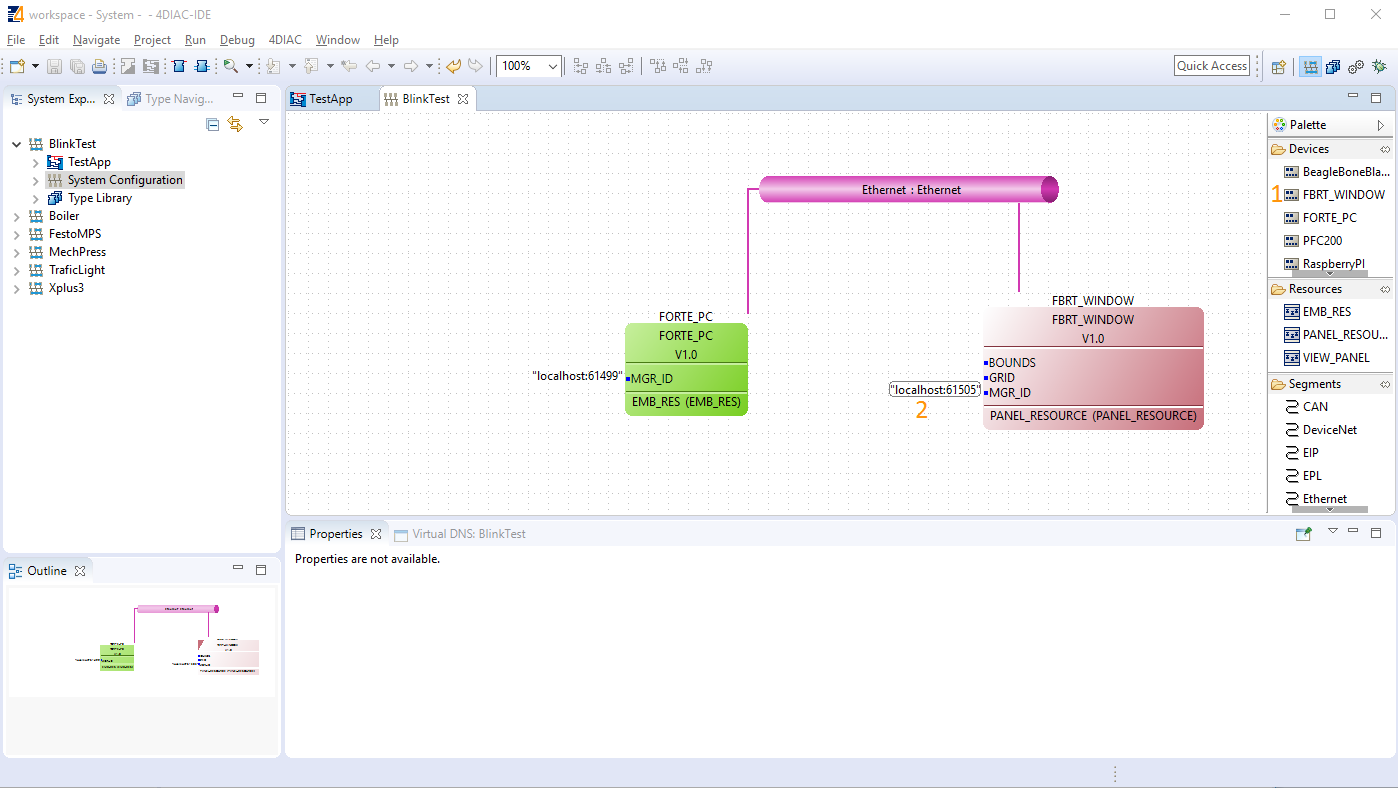 workspace - System - - 4DIAC-IDE
File Edit Navigate Project Run Debug 4DIAC Window Help
100%
Quick Access
System Exp...
Type Navig...
BlinkTest
TestApp
System Configuration
Type Library
Boiler
FestoMPS
MechPress
TraficLight
Xplus3
TestApp
BlinkTest
Ethernet : Ethernet
FORTE_PC
FORTE_PC
V1.0
"localhost:61499"
MGR_ID
EMB_RES (EMB_RES)
FBRT_WINDOW
FBRT_WINDOW
V1.0
BOUNDS
GRID
"localhost:61505"
MGR_ID
2
PANEL_RESOURCE (PANEL_RESOURCE)
Palette
Devices
BeagleBoneBla...
1
FBRT_WINDOW
FORTE_PC
PFC200
RaspberryPI
Resources
EMB_RES
PANEL_RESOU...
VIEW_PANEL
Segments
CAN
DeviceNet
EIP
EPL
Ethernet
Properties
Virtual DNS: BlinkTest
Properties are not available.
Outline